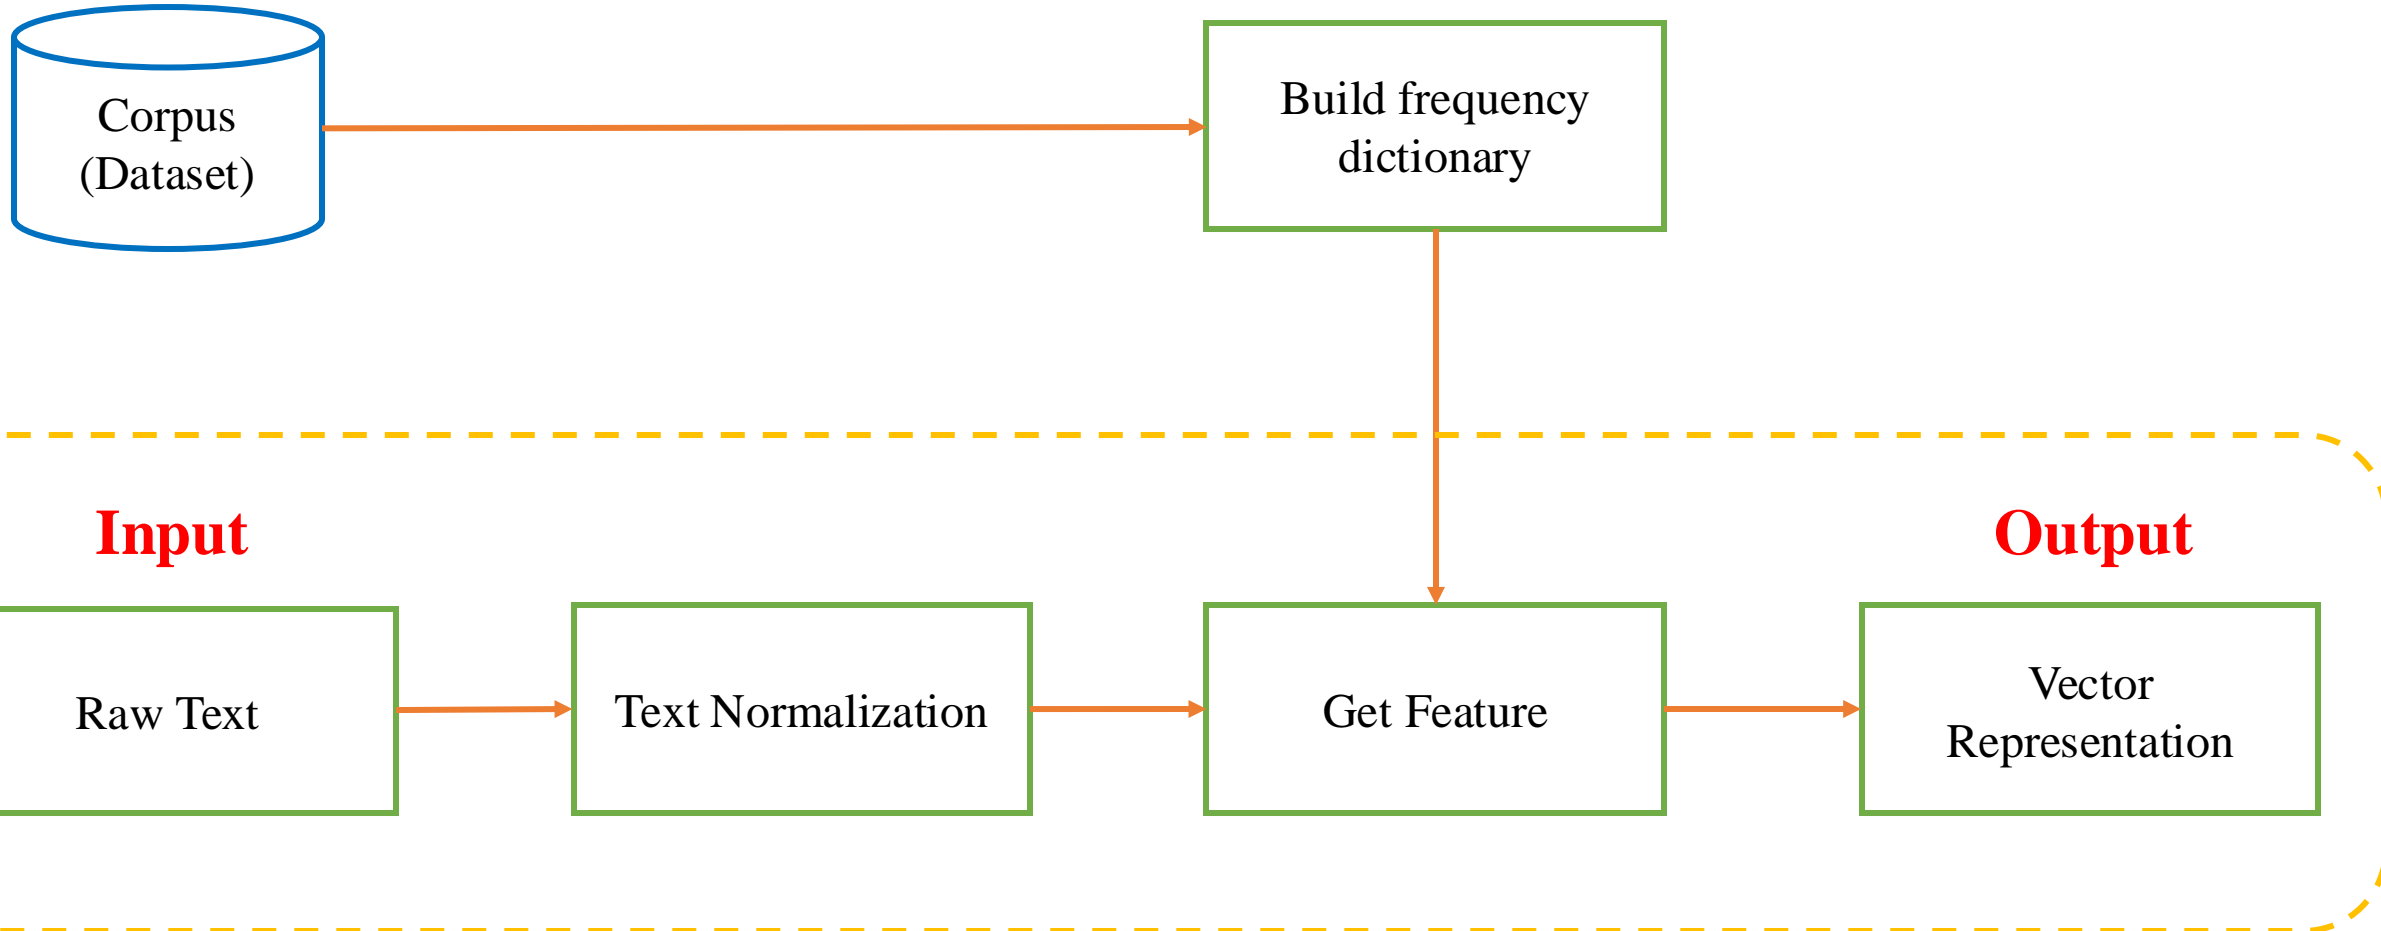 Corpus
(Dataset)
Build frequency
dictionary
Input
Output
Raw Text
Text Normalization
Get Feature
Vector
Representation